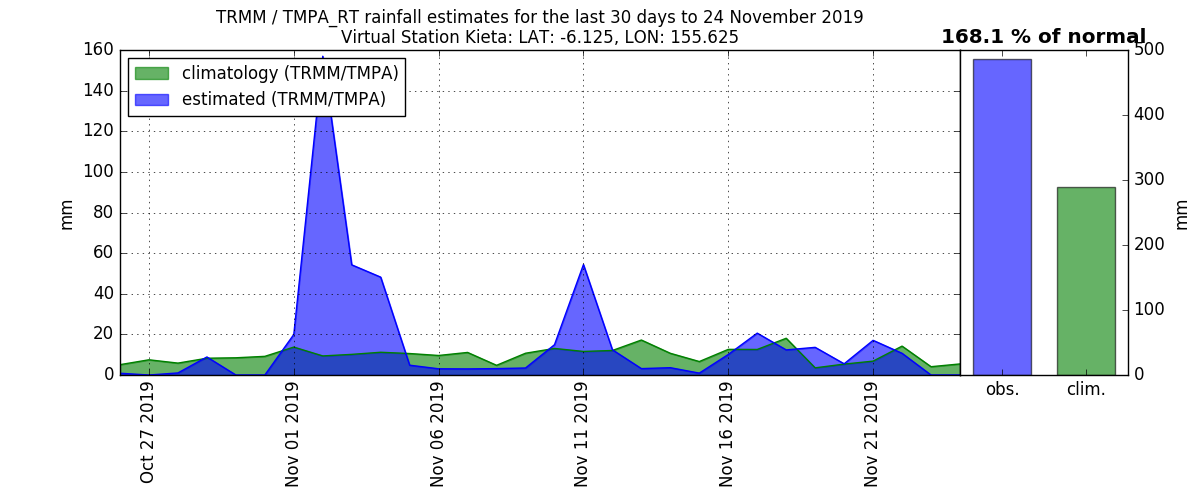 TRMM / TMPA_RT rainfall estimates for the last 30 days to 24 November 2019
Virtual Station Kieta: LAT: -6.125, LON: 155.625
168.1 % of normal
climatology (TRMM/TMPA)
estimated (TRMM/TMPA)
160
140
120
100
80
60
40
20
0
mm
Oct 27 2019
Nov 01 2019
Nov 06 2019
Nov 11 2019
Nov 16 2019
Nov 21 2019
500
400
300
200
100
0
mm
obs.
clim.